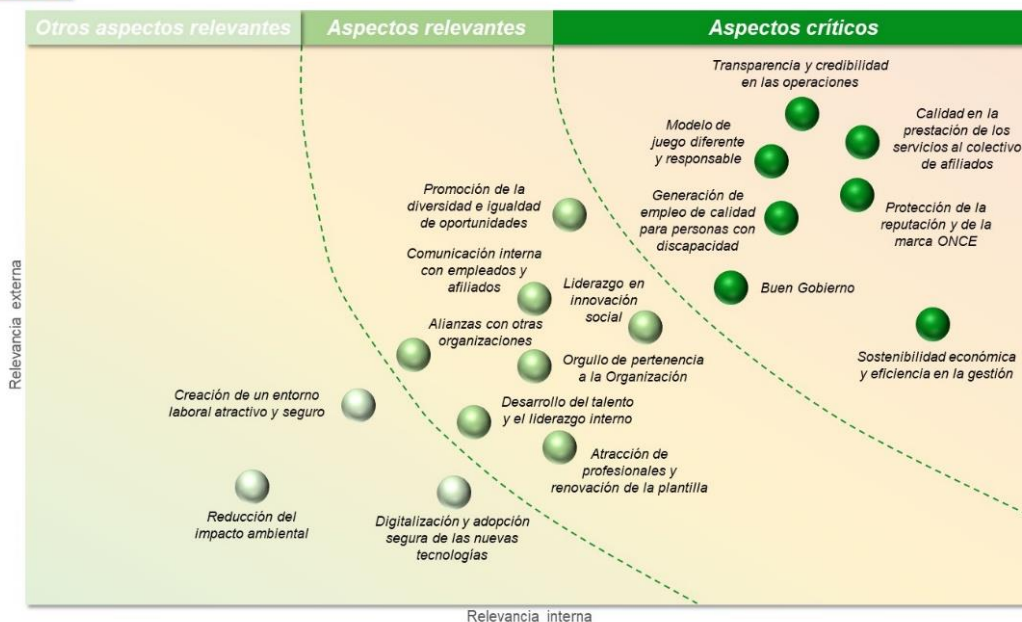 Otros aspectos relevantes
Aspectos relevantes
Aspectos críticos
Transparencia y credibilidad
en las operaciones
Calidad en la
prestación de los
servicios al colectivo
de afiliados
Modelo de
juego diferente
y responsable
Promoción de la
diversidad e igualdad
de oportunidades
Generación de
empleo de calidad
para personas con
discapacidad
Protección de la
reputación y de la
marca ONCE
Comunicación interna
con empleados y
afiliados
Liderazgo en
innovación
social
Buen Gobierno
Alianzas con otras
organizaciones
Orgullo de pertenencia
a la Organización
Sostenibilidad económica
y eficiencia en la gestión
Creación de un entorno
laboral atractivo y seguro
Desarrollo del talento
y el liderazgo interno
Atracción de
profesionales y
renovación de la plantilla
Reducción del
impacto ambiental
Digitalización y adopción
segura de las nuevas
tecnologías
Relevancia externa
Relevancia interna